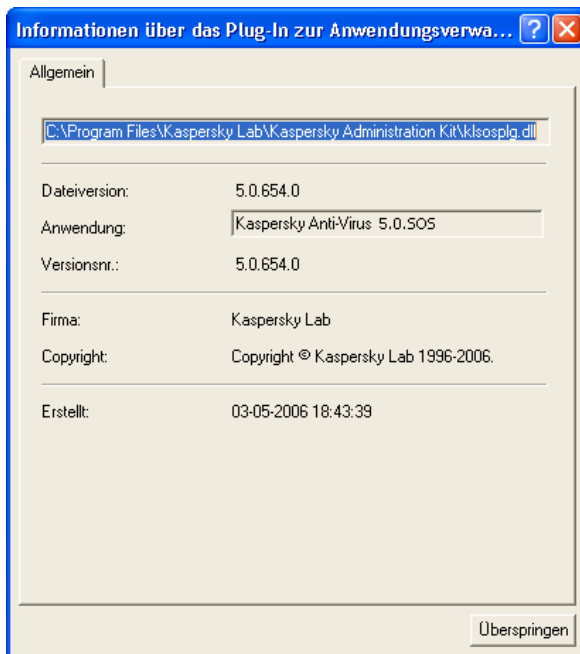 Informationen über das Plug-In zur Anwendungsverwa... ?
Allgemein
C:\Program Files\Kaspersky Lab\Kaspersky Administration Kit\klsosplg.dll
Dateiversion: 5.0.654.0
Anwendung: Kaspersky Anti-Virus 5.0.SOS
Versionsnr.: 5.0.654.0
Firma: Kaspersky Lab
Copyright: Copyright © Kaspersky Lab 1996-2006.
Erstellt: 03-05-2006 18:43:39
Überspringen